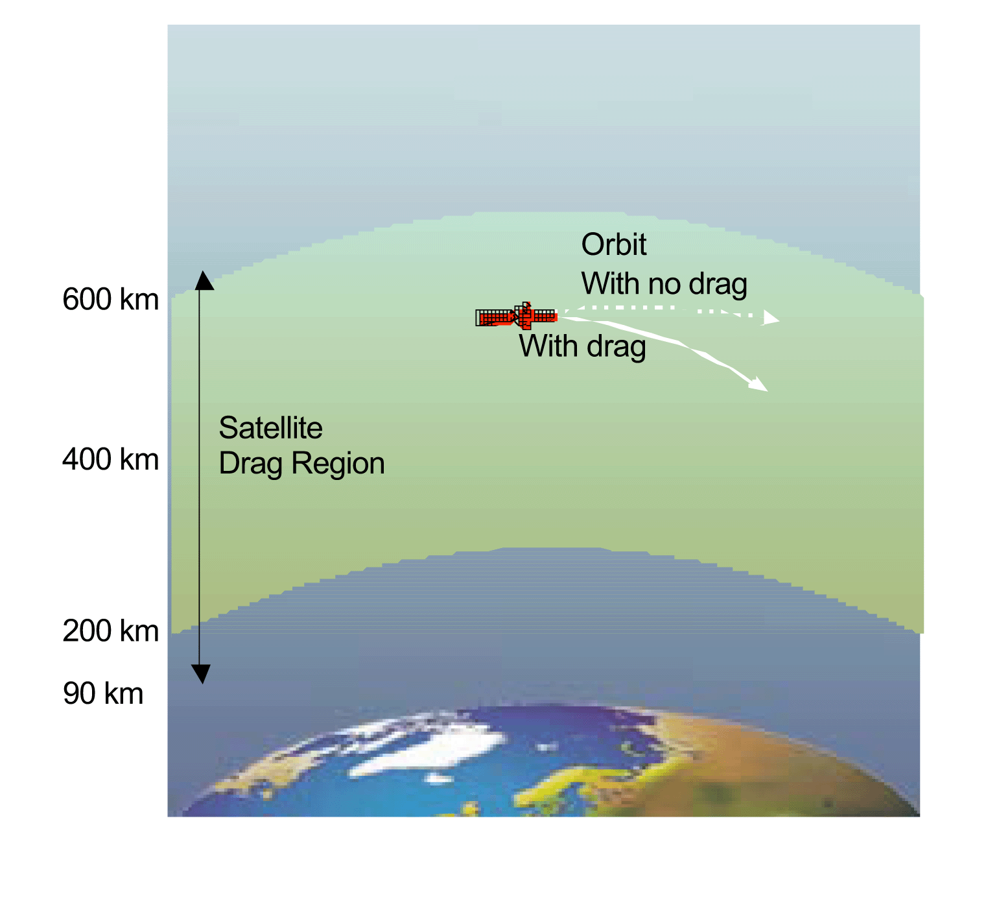 Orbit
With no drag
600 km
With drag
Satellite
400 km
Drag Region
200 km
90 km